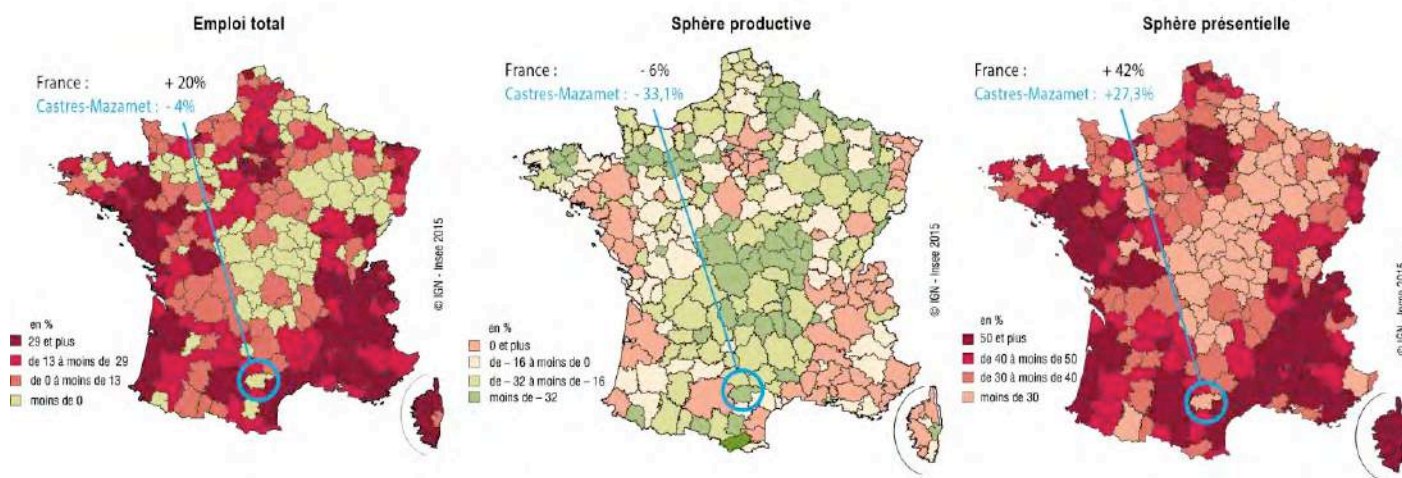 Emploi total
France : + 20%
Castres-Mazamet : - 4%
en %
29 et plus
de 13 à moins de 29
de 0 à moins de 13
moins de 0
© IGN - Insee 2015
Sphère productive
France : - 6%
Castres-Mazamet : - 33,1%
en %
0 et plus
de – 16 à moins de 0
de – 32 à moins de – 16
moins de – 32
© IGN - Insee 2015
Sphère présentielle
France : + 42%
Castres-Mazamet : +27,3%
en %
50 et plus
de 40 à moins de 50
de 30 à moins de 40
moins de 30
© IGN - Insee 2015